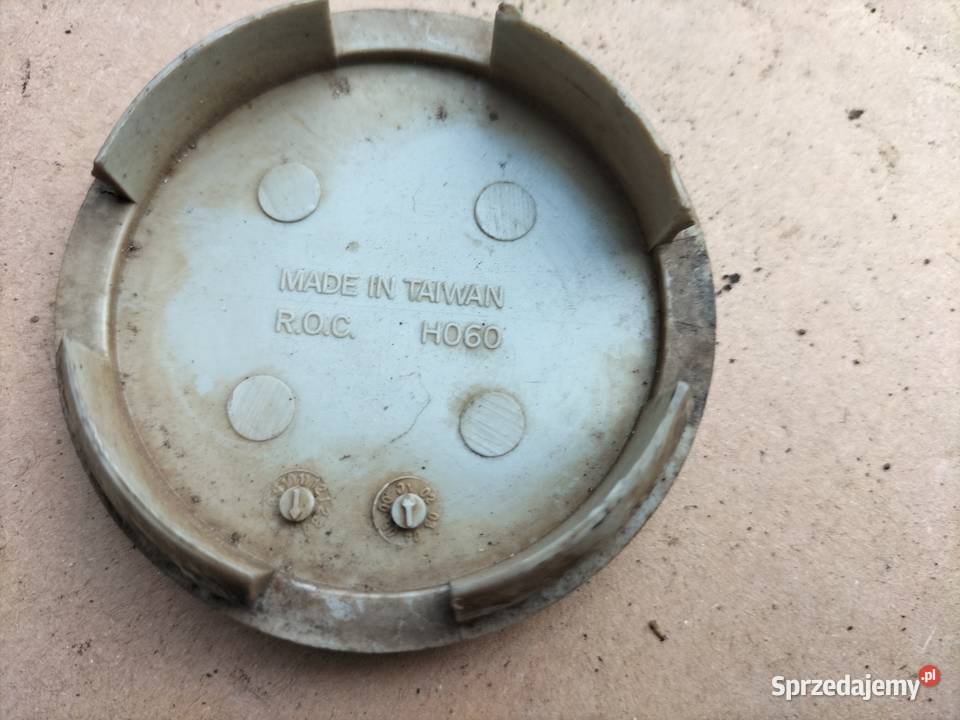 MADE IN TAIWAN
R.O.C. H060
Sprzedajemy.pl